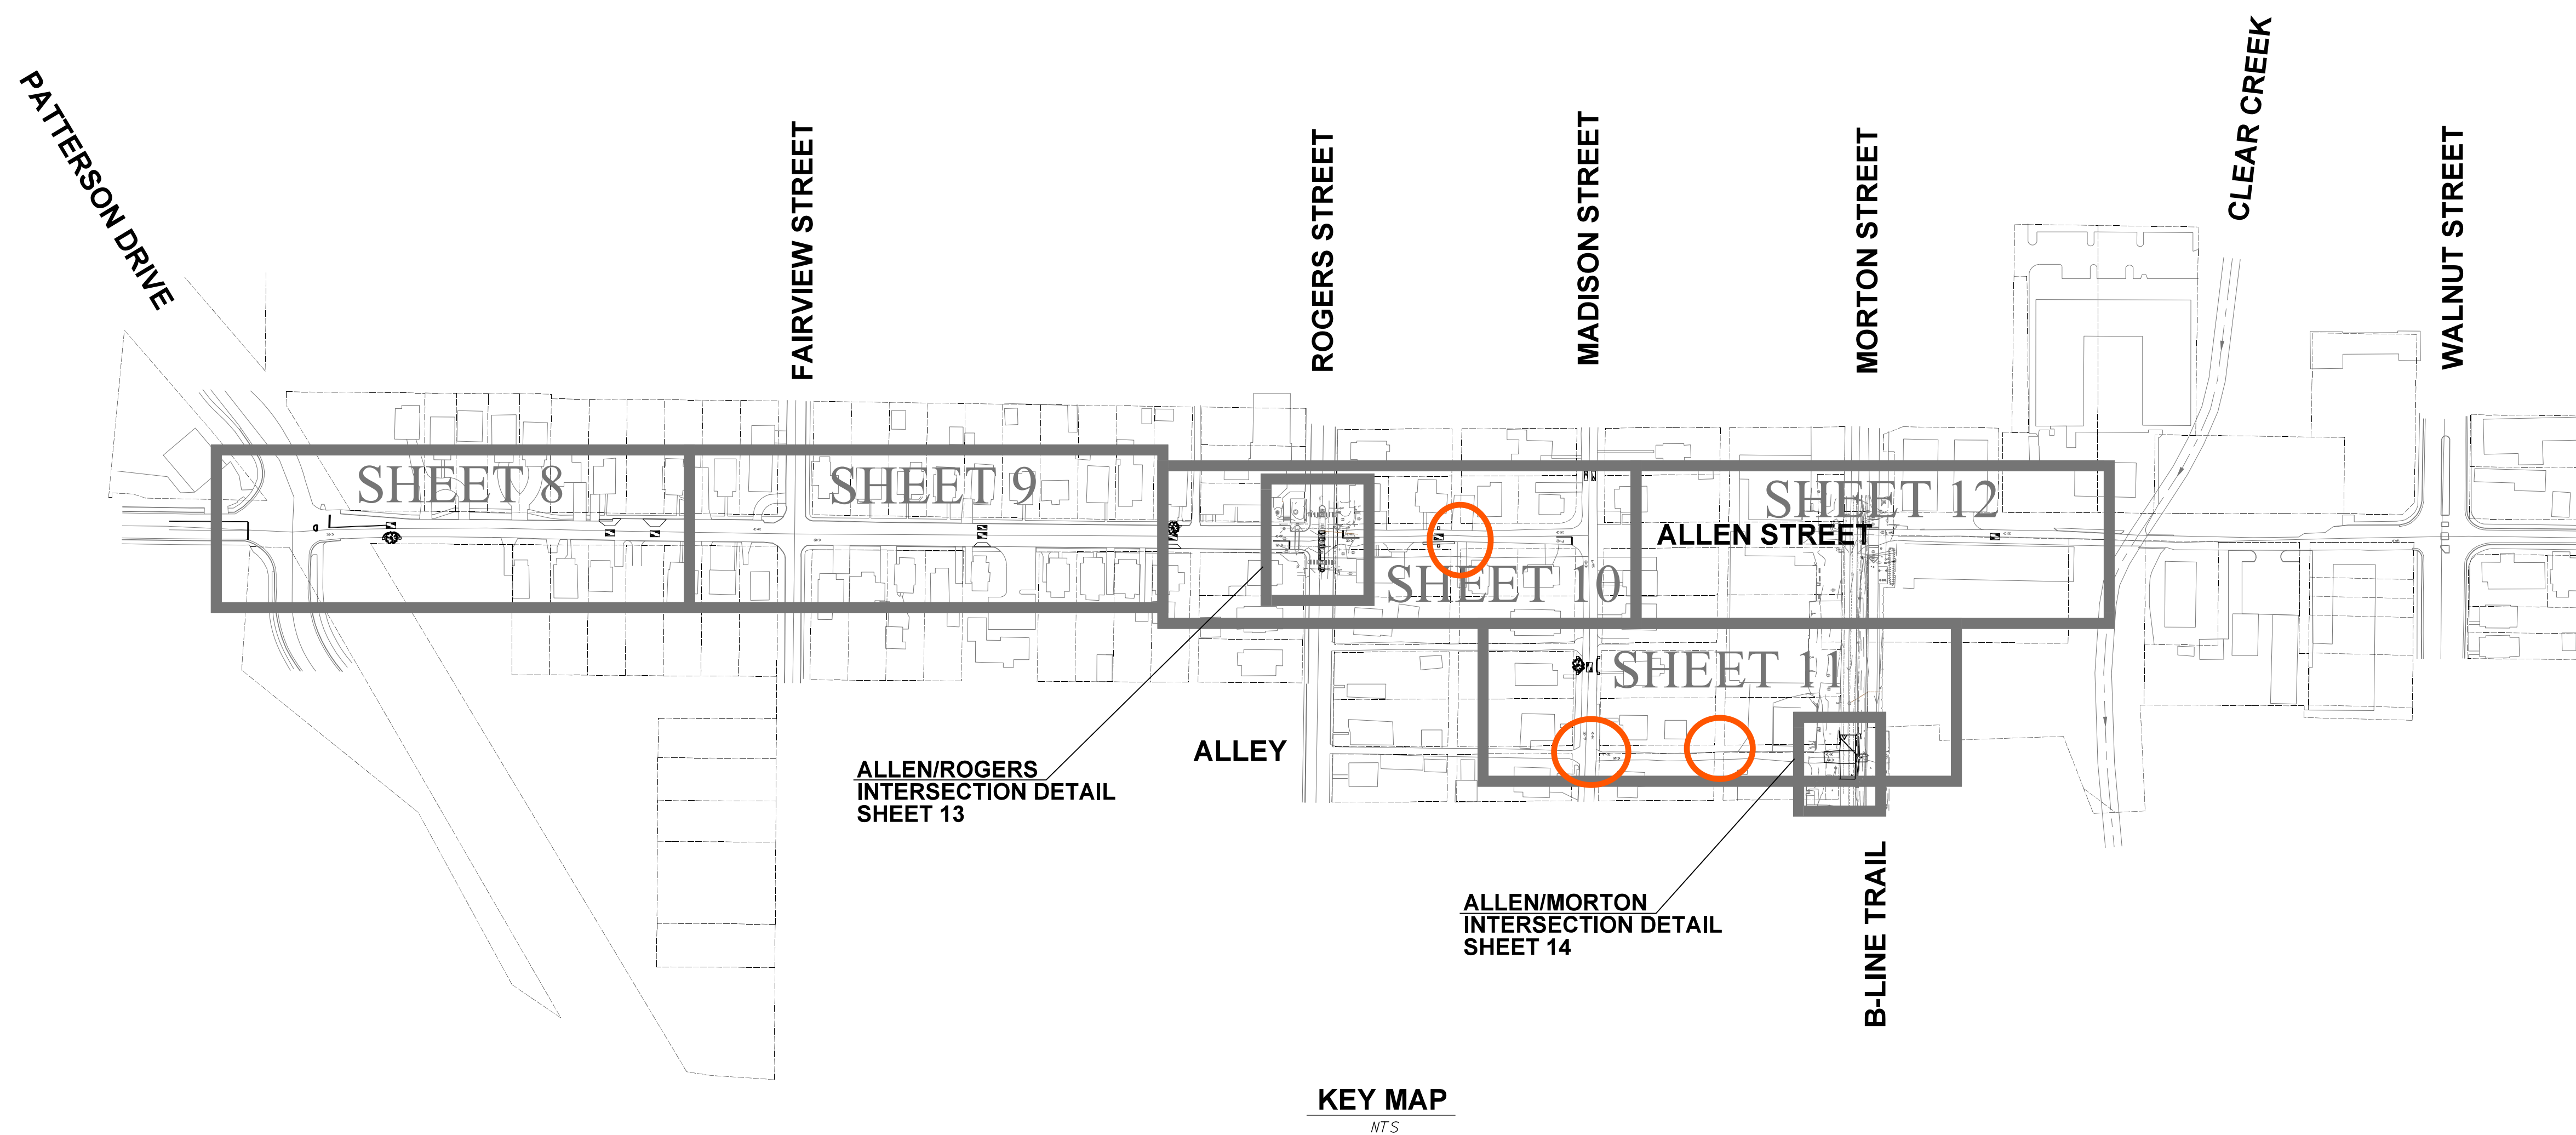 PATTERSON DRIVE
FAIRVIEW STREET
ROGERS STREET
MADISON STREET
MORTON STREET
CLEAR CREEK
WALNUT STREET
SHEET 8
SHEET 9
SHEET 10
SHEET 12
ALLEN STREET
SHEET 11
ALLEY
ALLEN/ROGERS
INTERSECTION DETAIL
SHEET 13
ALLEN/MORTON
INTERSECTION DETAIL
SHEET 14
B-LINE TRAIL
KEY MAP
NTS